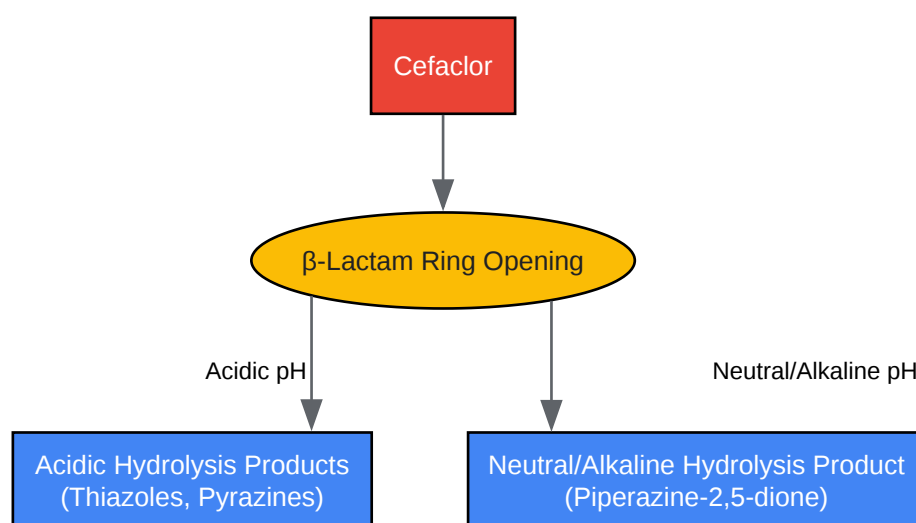 Cefaclor
β-Lactam Ring Opening
Acidic pH
Neutral/Alkaline pH
Acidic Hydrolysis Products
(Thiazoles, Pyrazines)
Neutral/Alkaline Hydrolysis Product
(Piperazine-2,5-dione)